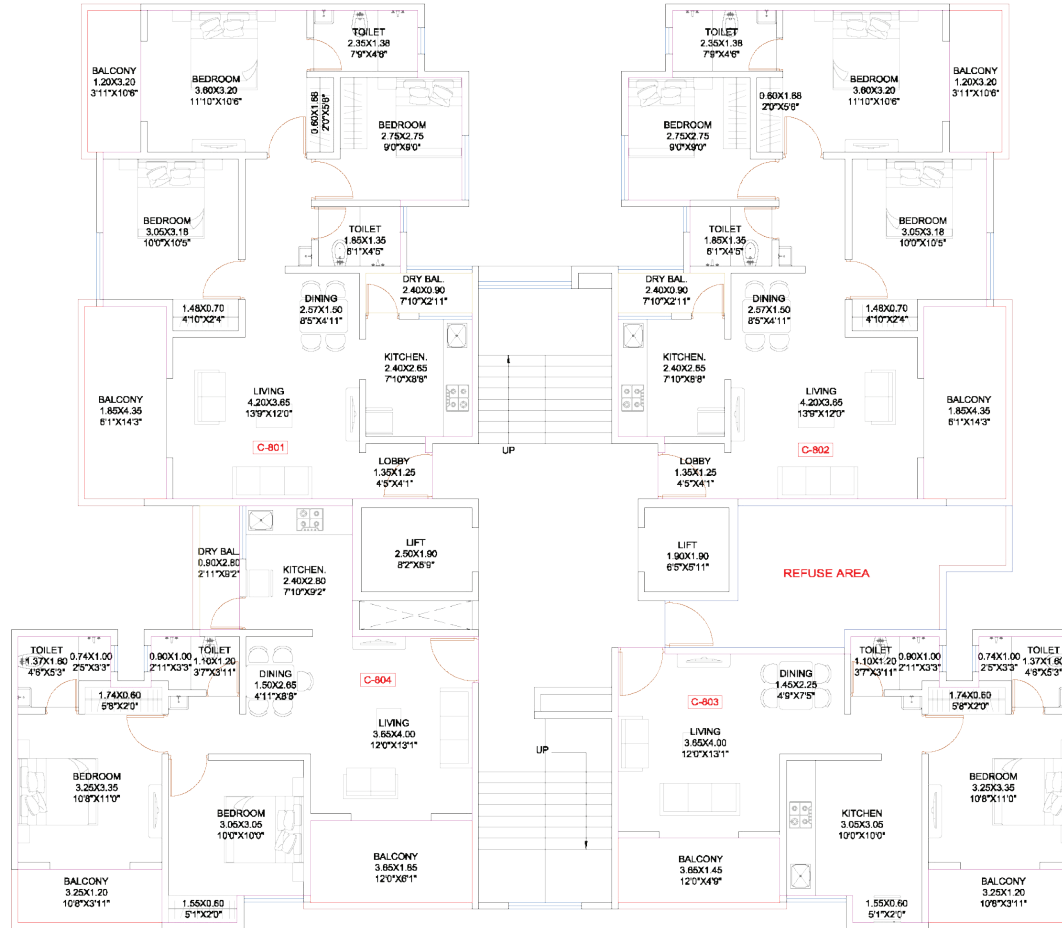 TOILET
2.35X1.38
7'9"X4'6"
BALCONY
1.20X3.20
3'11"X10'6"
BEDROOM
3.60X3.20
11'10"X10'6"
0.60X1.68
2'0"X5'6"
BEDROOM
2.75X2.75
9'0"X9'0"
BEDROOM
3.05X3.18
10'0"X10'5"
TOILET
1.85X1.35
6'1"X4'5"
DRY BAL.
2.40X0.90
7'10"X2'11"
DINING
2.57X1.50
8'5"X4'11"
1.48X0.70
4'10"X2'4"
KITCHEN.
2.40X2.65
7'10"X8'8"
BALCONY
1.85X4.35
6'1"X14'3"
LIVING
4.20X3.65
13'9"X12'0"
C-801
LOBBY
1.35X1.25
4'5"X4'1"
UP
TOILET
2.35X1.38
7'9"X4'6"
BEDROOM
3.60X3.20
11'10"X10'6"
BALCONY
1.20X3.20
3'11"X10'6"
0.60X1.68
2'0"X5'6"
BEDROOM
2.75X2.75
9'0"X9'0"
BEDROOM
3.05X3.18
10'0"X10'5"
TOILET
1.85X1.35
6'1"X4'5"
DRY BAL.
2.40X0.90
7'10"X2'11"
DINING
2.57X1.50
8'5"X4'11"
1.48X0.70
4'10"X2'4"
KITCHEN.
2.40X2.65
7'10"X8'8"
LIVING
4.20X3.65
13'9"X12'0"
BALCONY
1.85X4.35
6'1"X14'3"
C-802
LOBBY
1.35X1.25
4'5"X4'1"
DRY BAL.
0.90X2.80
2'11"X9'2"
KITCHEN.
2.40X2.80
7'10"X9'2"
LIFT
2.50X1.90
8'2"X6'9"
LIFT
1.90X1.90
6'5"X5'11"
REFUSE AREA
TOILET
1.37X1.60
4'6"X5'3"
0.74X1.00
2'5"X3'3"
0.90X1.00
2'11"X3'3"
TOILET
1.10X1.20
3'7"X3'11"
1.74X0.60
5'8"X2'0"
DINING
1.50X2.65
4'11"X8'8"
C-804
LIVING
3.65X4.00
12'0"X13'1"
BEDROOM
3.25X3.35
10'8"X11'0"
BEDROOM
3.05X3.05
10'0"X10'0"
BALCONY
3.65X1.85
12'0"X6'1"
BALCONY
3.25X1.20
10'8"X3'11"
1.55X0.60
5'1"X2'0"
UP
DINING
1.45X2.25
4'9"X7'5"
C-803
LIVING
3.65X4.00
12'0"X13'1"
TOILET
1.10X1.20
3'7"X3'11"
0.90X1.00
2'11"X3'3"
0.74X1.00
2'5"X3'3"
TOILET
1.37X1.60
4'6"X5'3"
1.74X0.60
5'8"X2'0"
BEDROOM
3.25X3.35
10'8"X11'0"
KITCHEN
3.05X3.05
10'0"X10'0"
BALCONY
3.65X1.45
12'0"X4'9"
BALCONY
3.25X1.20
10'8"X3'11"
1.55X0.60
5'1"X2'0"